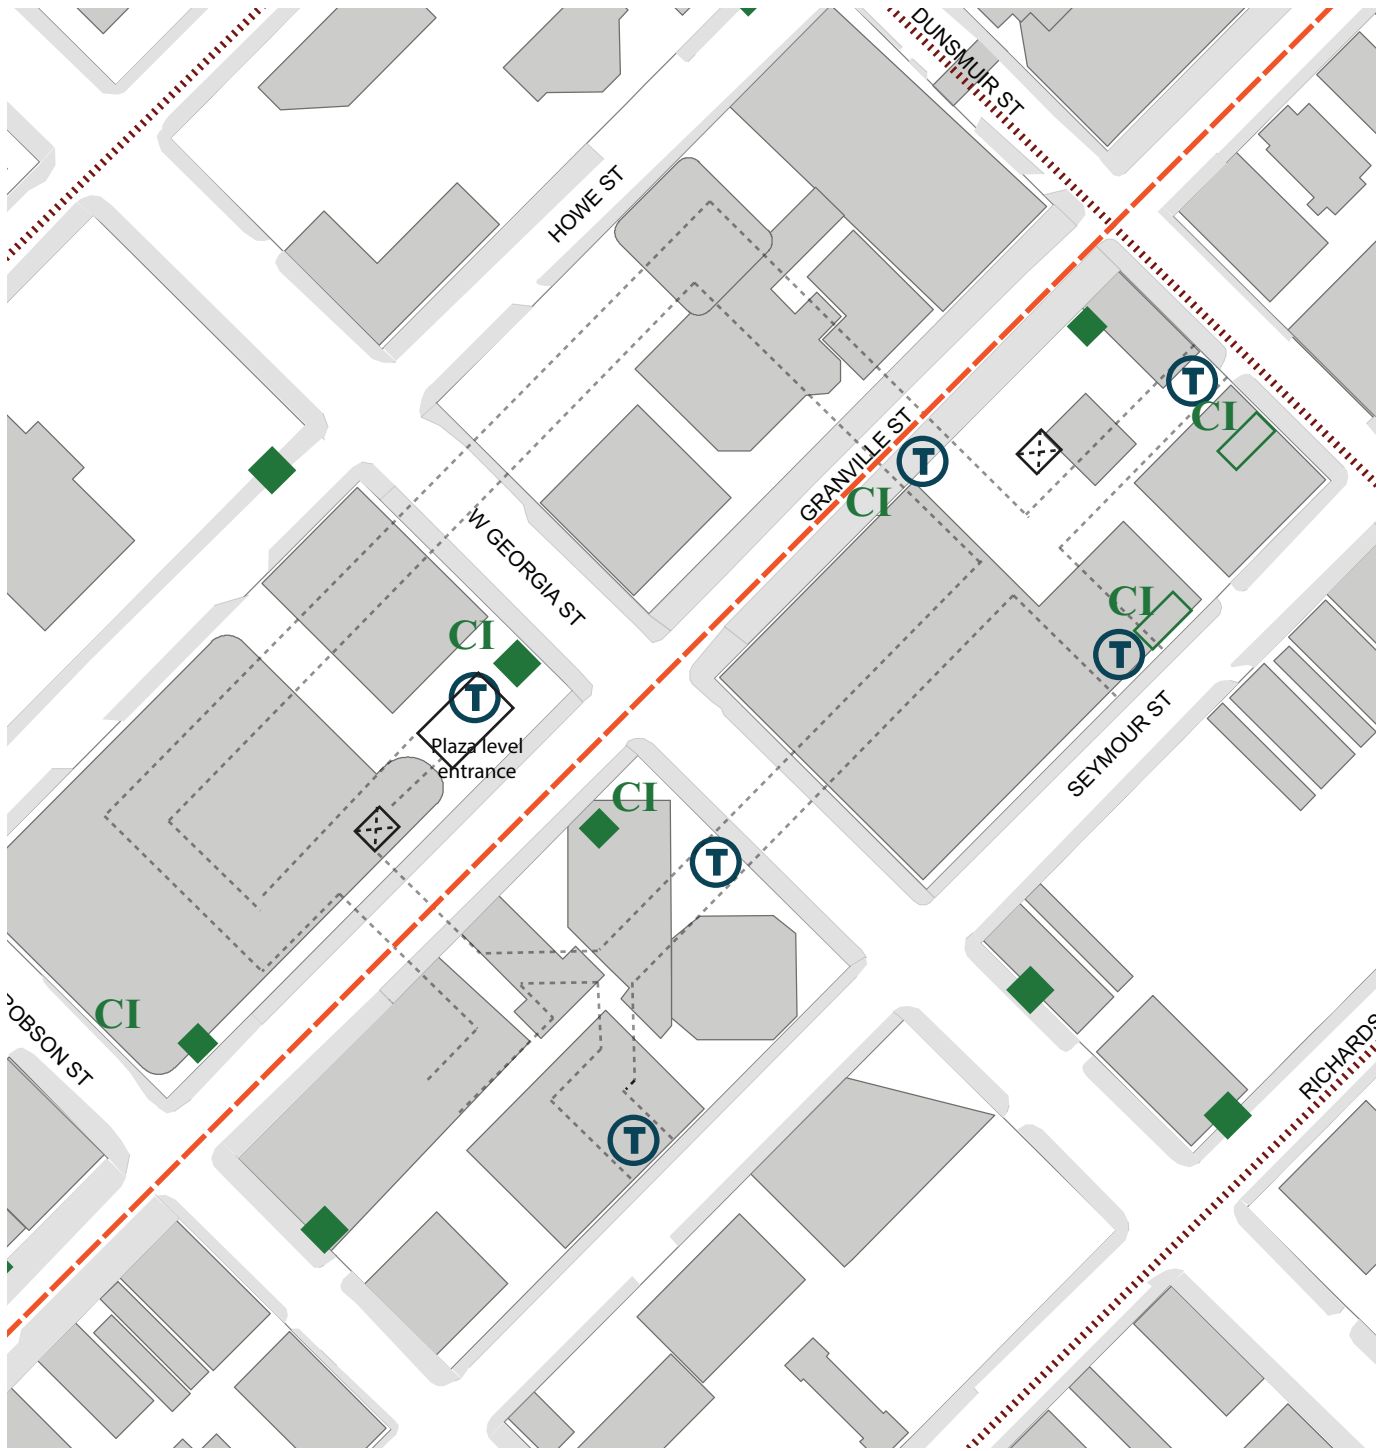 DUNSMUIR ST
HOWE ST
T
CI
GRANVILLE ST
T
CI
W GEORGIA ST
CI
CI
T
T
SEYMOUR ST
Plaza level
entrance
CI
T
CI
ROBSON ST
RICHARDS
T